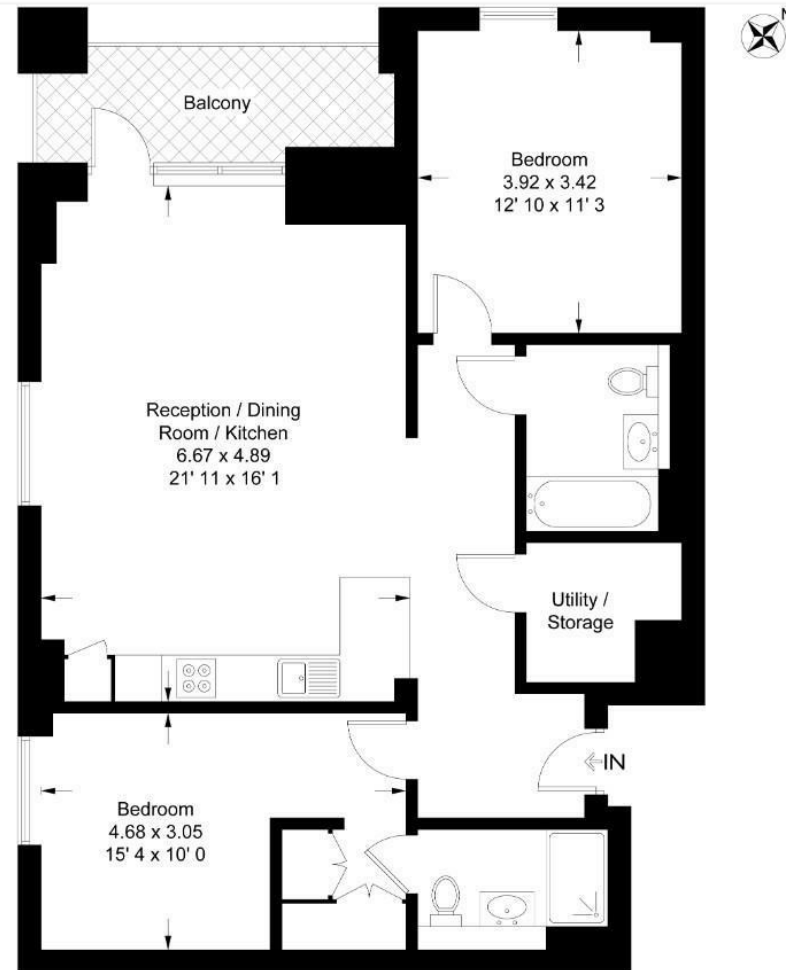 N
Balcony
Bedroom
3.92 x 3.42
12' 10 x 11' 3
Reception / Dining
Room / Kitchen
6.67 x 4.89
21' 11 x 16' 1
Utility /
Storage
IN
Bedroom
4.68 x 3.05
15' 4 x 10' 0